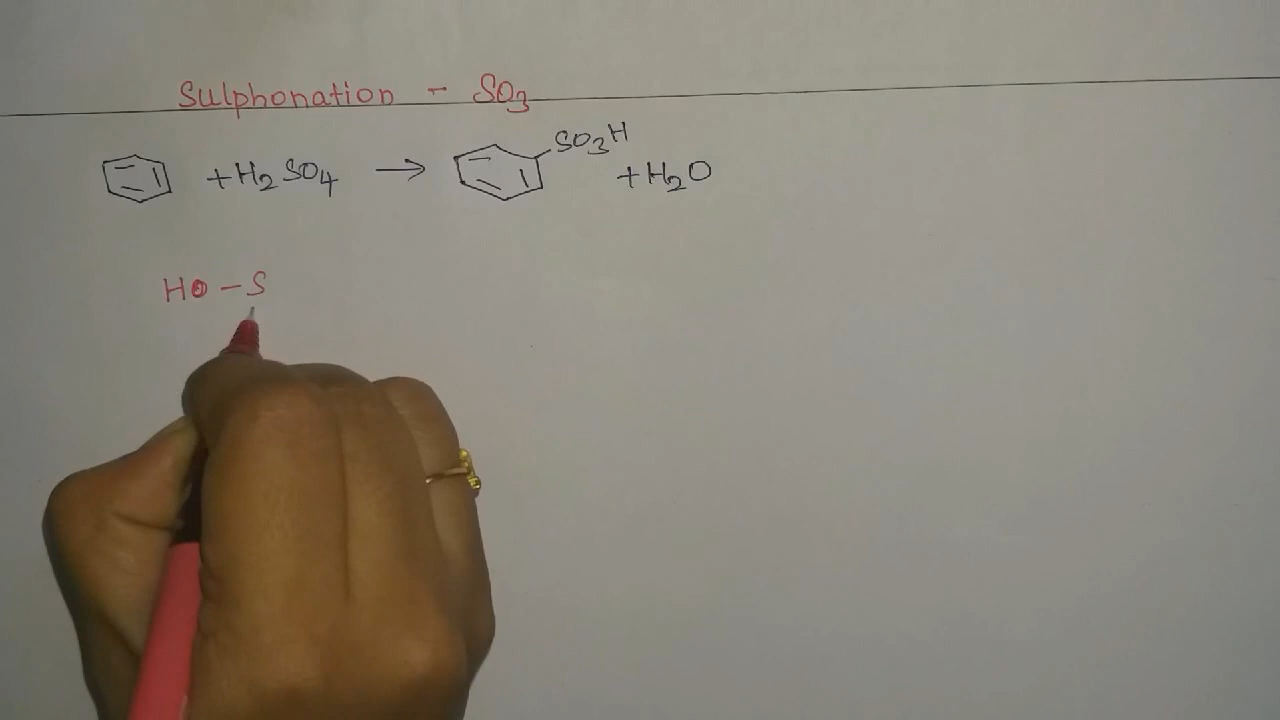 Sulphonation - SO3
+ H2SO4 → SO3H + H2O
HO - S